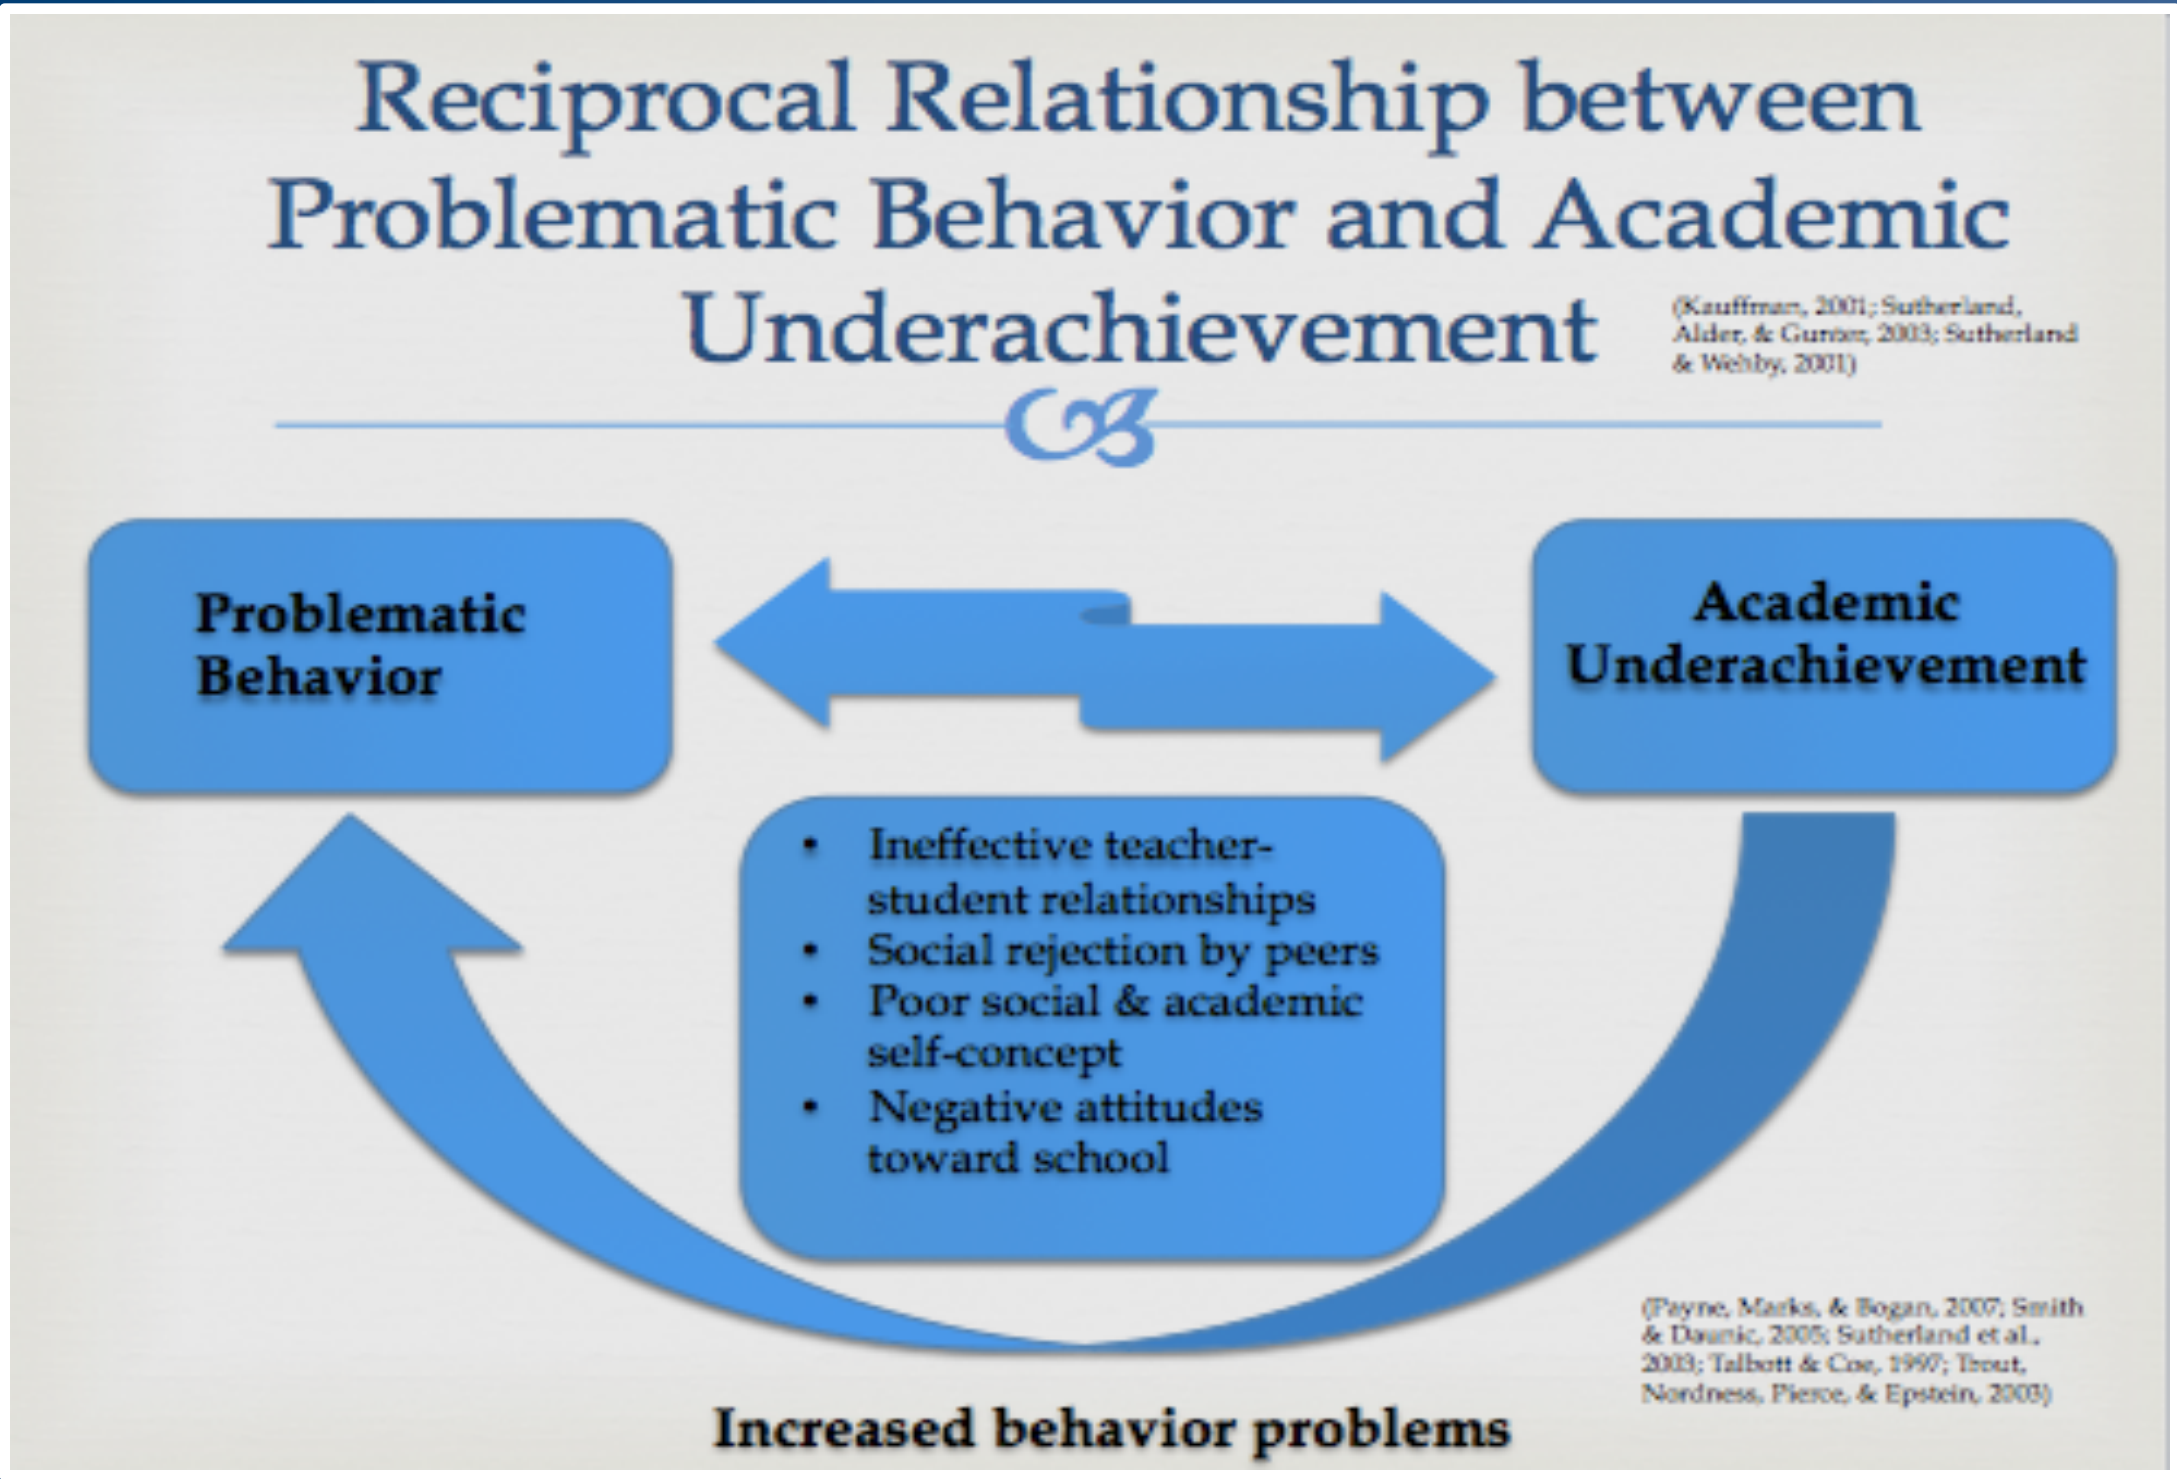 Reciprocal Relationship between
Problematic Behavior and Academic
Underachievement
(Kauffman, 2001; Sutherland,
Alder, & Gunter, 2003; Sutherland
& Wehby, 2001)
Problematic
Behavior
Academic
Underachievement
• Ineffective teacher-
student relationships
• Social rejection by peers
• Poor social & academic
self-concept
• Negative attitudes
toward school
(Payne, Marks, & Bogan, 2007; Smith
& Daunic, 2005; Sutherland et al.,
2003; Talbott & Coe, 1997; Trout,
Nordness, Pierce, & Epstein, 2003)
Increased behavior problems